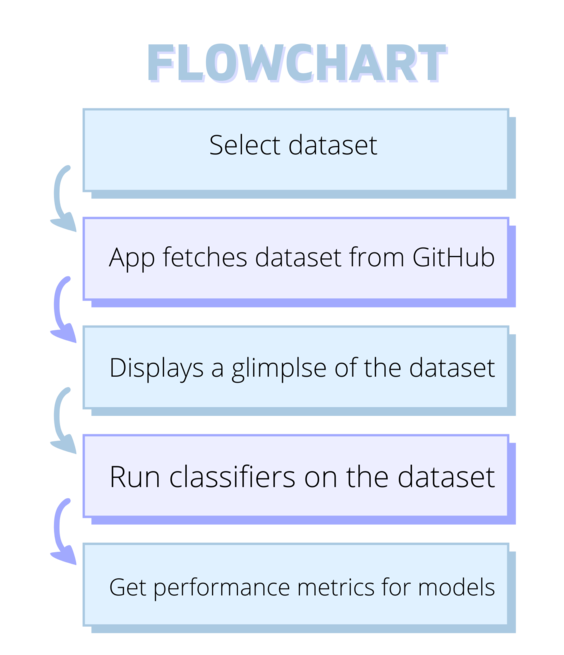 FLOWCHART
Select dataset
App fetches dataset from GitHub
Displays a glimplse of the dataset
Run classifiers on the dataset
Get performance metrics for models